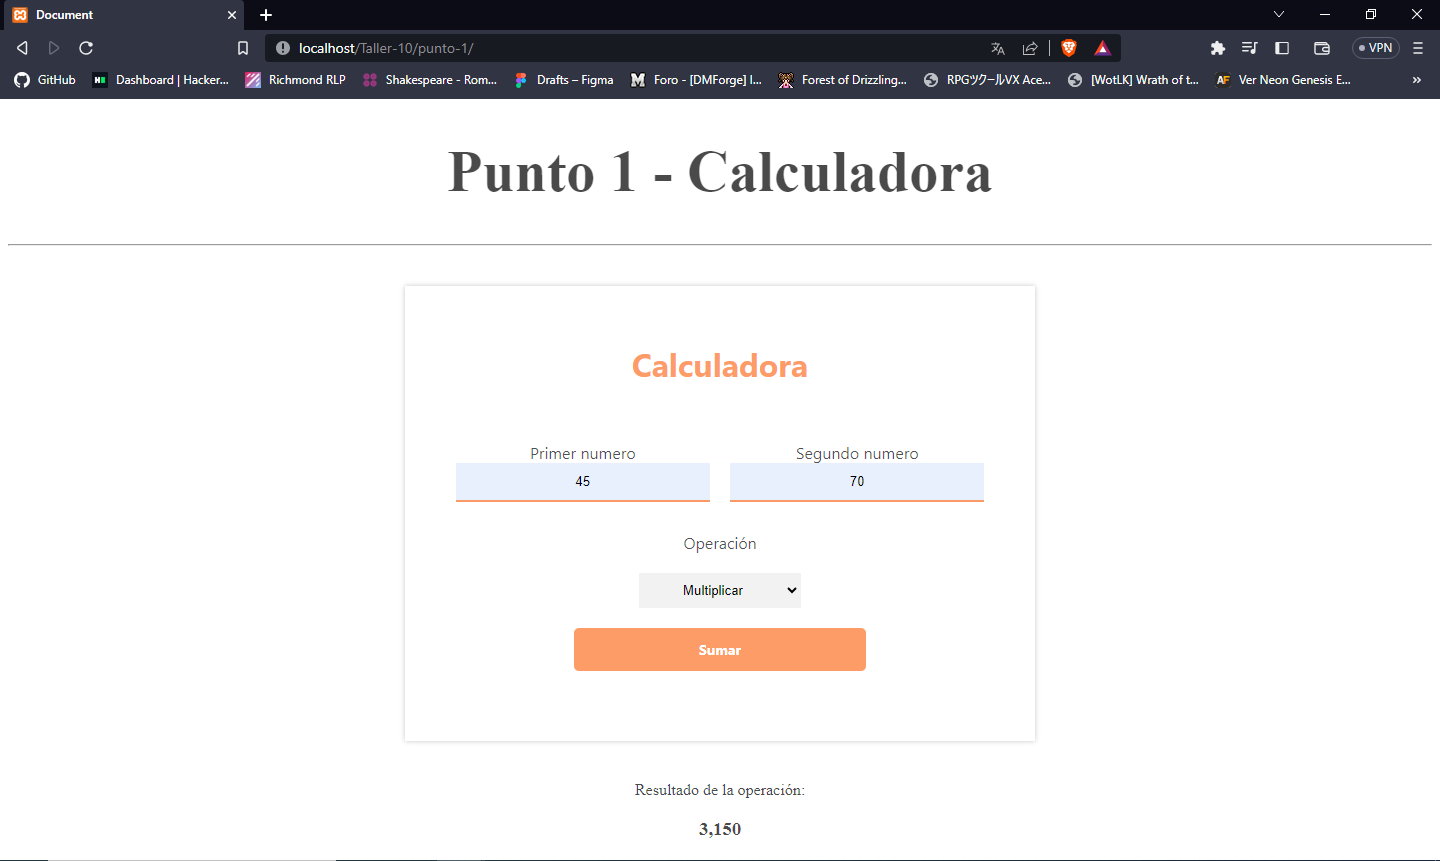 Document
localhost/Taller-10/punto-1/
VPN
GitHub Dashboard | Hacker... Richmond RLP Shakespeare - Rom... Drafts – Figma Foro - [DMForge] I... Forest of Drizzling... RPGツクールVX Ace... [WotLK] Wrath of t... Ver Neon Genesis E... »
Punto 1 - Calculadora
Calculadora
Primer numero Segundo numero
45 70
Operación
Multiplicar
Sumar
Resultado de la operación:
3,150